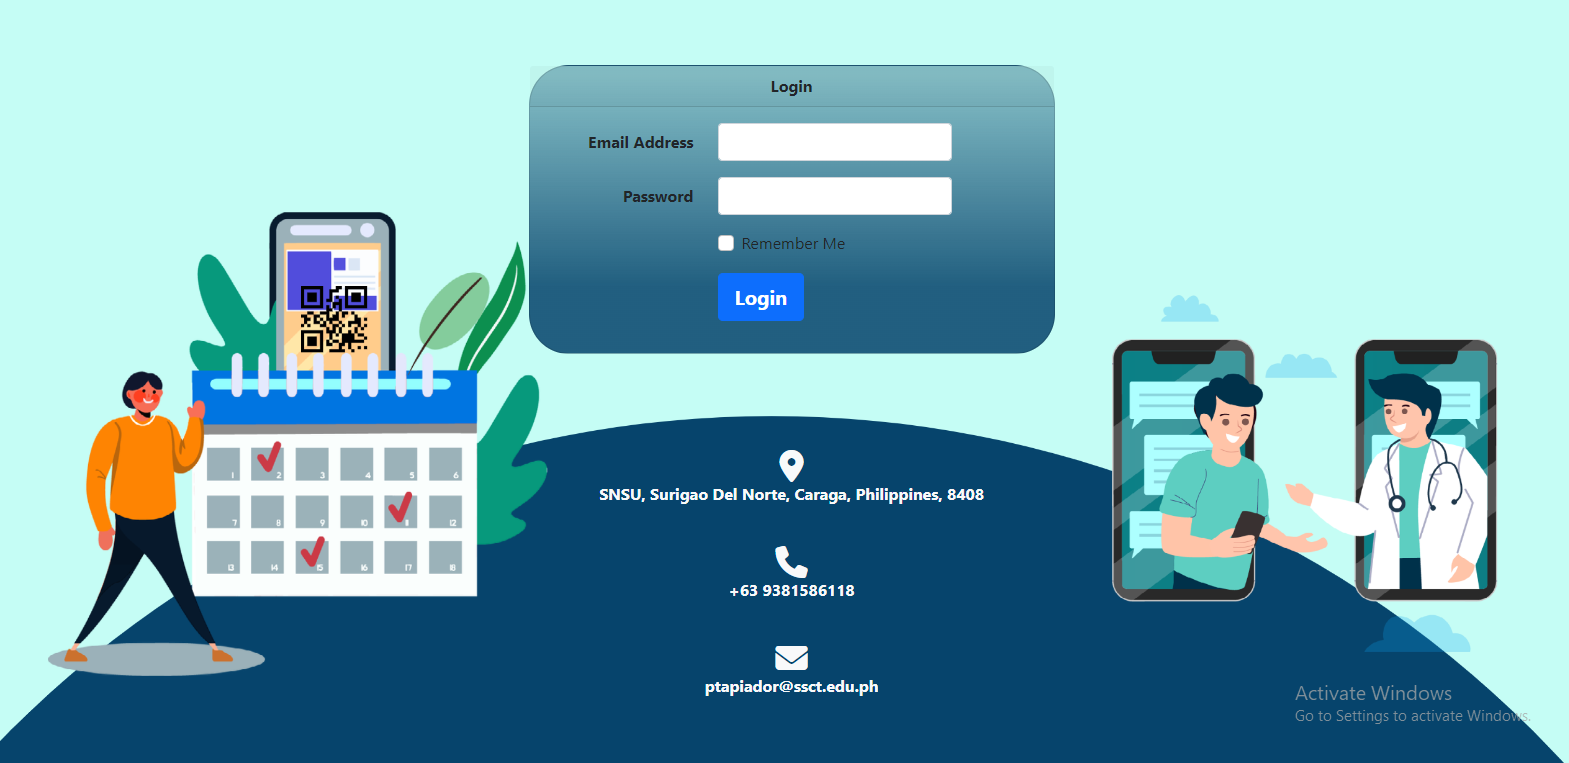 Login
Email Address
Password
Remember Me
Login
1 2 3 4 5 6
7 8 9 10 11 12
13 14 15 16 17 18
SNSU, Surigao Del Norte, Caraga, Philippines, 8408
+63 9381586118
ptapiador@ssct.edu.ph
Activate Windows
Go to Settings to activate Windows.